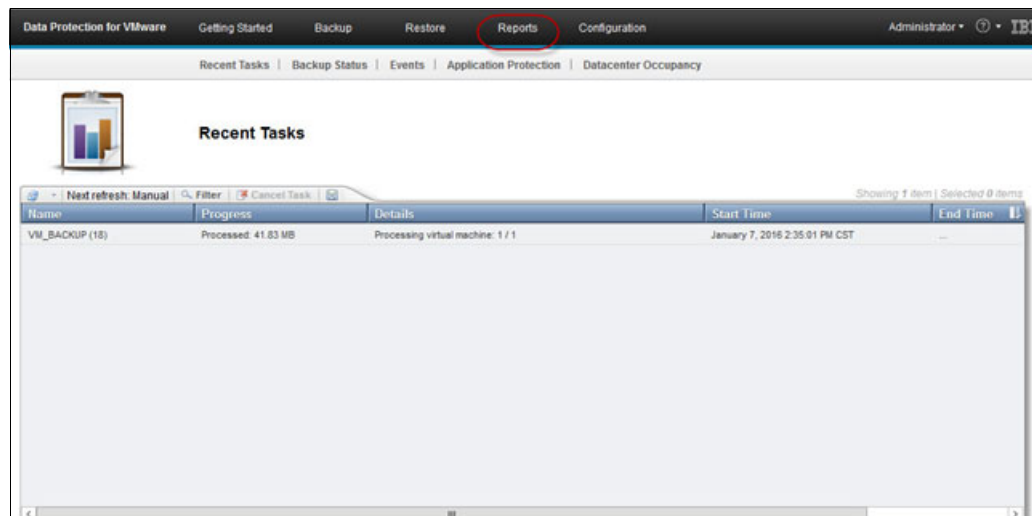 Data Protection for VMware Getting Started Backup Restore Reports Configuration Administrator ? IBM
Recent Tasks | Backup Status | Events | Application Protection | Datacenter Occupancy
Recent Tasks
Next refresh: Manual Filter Cancel Task Showing 1 item | Selected 0 items
Name Progress Details Start Time End Time
VM_BACKUP (18) Processed: 41.83 MB Processing virtual machine: 1 / 1 January 7, 2016 2:35:01 PM CST ...